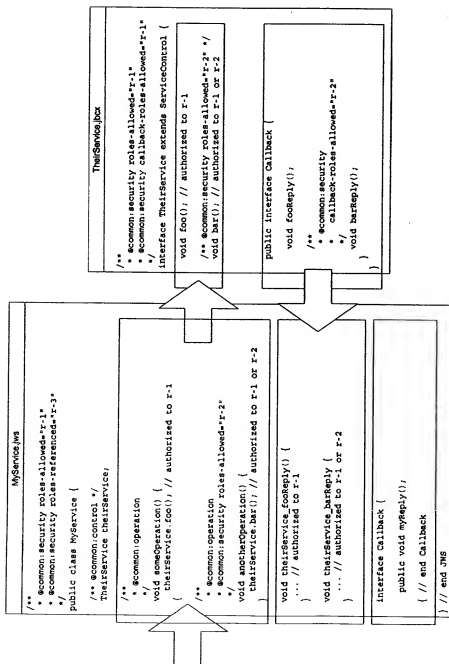 MyService.jws
/**
* @common:security roles-allowed="r-1"
* @common:security roles-referenced="r-3"
*/
public class MyService {
/** @common:control */
TheirService theirService;
/**
* @common:operation
*/
void someOperation() {
theirService.foo(); // authorized to r-1
}
/**
* @common:operation
* @common:security roles-allowed="r-2"
*/
void anotherOperation() {
theirService.bar(); // authorized to r-1 or r-2
}
void theirService_fooReply() {
... // authorized to r-1
}
void theirService_barReply {
... // authorized to r-1 or r-2
}
interface Callback {
public void myReply();
{ // end Callback
} // end JWS
TheirService.jbcx
/**
* @common:security roles-allowed="r-1"
* @common:security callback-roles-allowed="r-1"
*/
interface TheirService extends ServiceControl {
void foo(); // authorized to r-1
/** @common:security roles-allowed="r-2" */
void bar(); // authorized to r-1 or r-2
public interface Callback {
void fooReply();
/**
* @common:security
* callback-roles-allowed="r-2"
*/
void barReply();
}
}